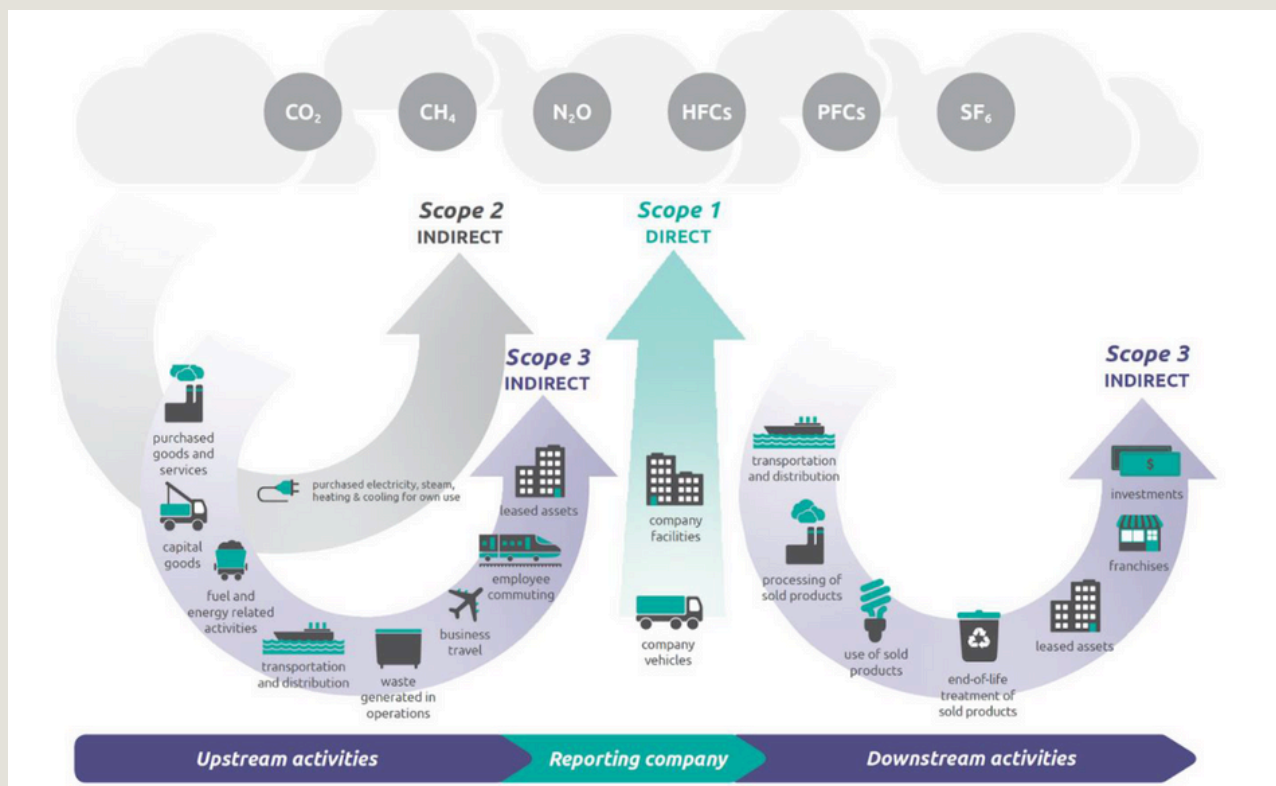 CO₂
CH₄
N₂O
HFCs
PFCs
SF₆
Scope 2
INDIRECT
Scope 1
DIRECT
Scope 3
INDIRECT
Scope 3
INDIRECT
purchased
goods and
services
capital
goods
fuel and
energy related
activities
transportation
and distribution
waste
generated in
operations
business
travel
employee
commuting
leased assets
purchased electricity, steam,
heating & cooling for own use
company
facilities
company
vehicles
transportation
and distribution
processing of
sold products
use of sold
products
end-of-life
treatment of
sold products
leased assets
franchises
$
investments
Upstream activities
Reporting company
Downstream activities